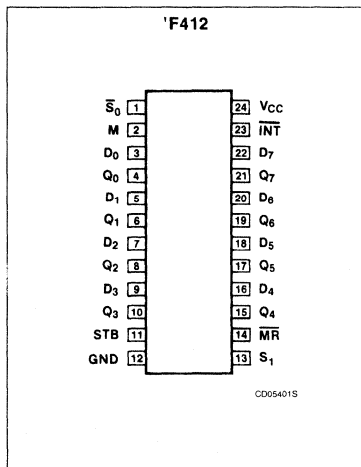 'F412
S̅0 1 24 VCC
M 2 23 I̅N̅T̅
D0 3 22 D7
Q0 4 21 Q7
D1 5 20 D6
Q1 6 19 Q6
D2 7 18 D5
Q2 8 17 Q5
D3 9 16 D4
Q3 10 15 Q4
STB 11 14 M̅R̅
GND 12 13 S1
CD05401S